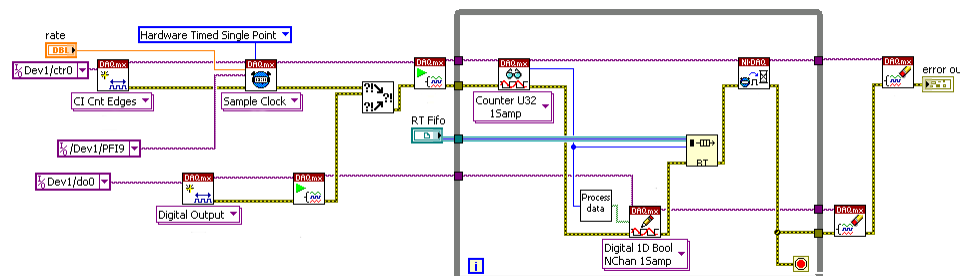 rate
DBL
Hardware Timed Single Point
Dev1/ctr0
DAQmx
CI Cnt Edges
DAQmx
Sample Clock
DAQmx
?!
?!
?!
/Dev1/PFI9
Dev1/do0
DAQmx
Digital Output
DAQmx
RT Fifo
DAQmx
Counter U32
1Samp
NI-DAQ
RT
Process
data
DAQmx
Digital 1D Bool
NChan 1Samp
i
DAQmx
DAQmx
error ou